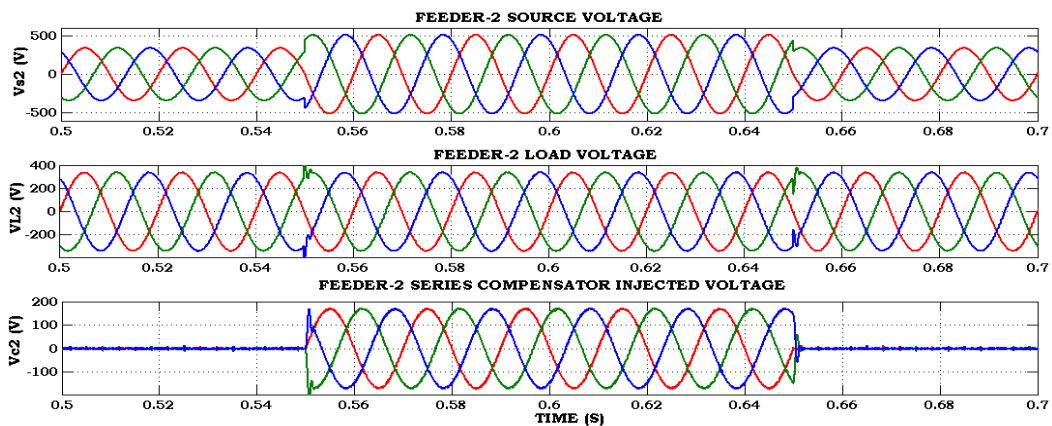 FEEDER-2 SOURCE VOLTAGE
Vs2 (V)
500
0
-500
0.5 0.52 0.54 0.56 0.58 0.6 0.62 0.64 0.66 0.68 0.7
FEEDER-2 LOAD VOLTAGE
VL2 (V)
400
200
0
-200
0.5 0.52 0.54 0.56 0.58 0.6 0.62 0.64 0.66 0.68 0.7
FEEDER-2 SERIES COMPENSATOR INJECTED VOLTAGE
Vc2 (V)
200
100
0
-100
0.5 0.52 0.54 0.56 0.58 0.6 0.62 0.64 0.66 0.68 0.7
TIME (S)